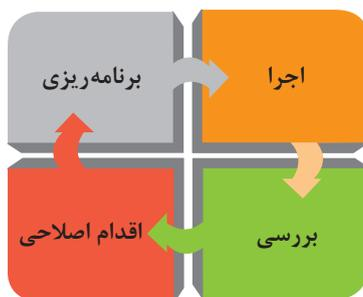 برنامه‌ریزی
اجرا
بررسی
اقدام اصلاحی